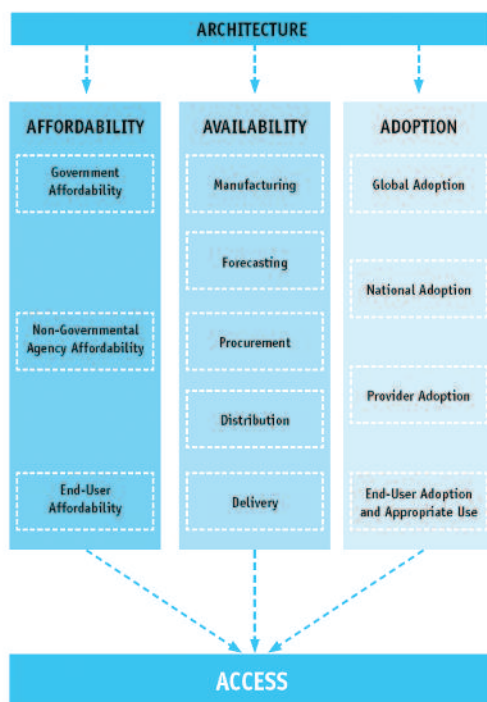 ARCHITECTURE
AFFORDABILITY
Government
Affordability
Non-Governmental
Agency Affordability
End-User
Affordability
AVAILABILITY
Manufacturing
Forecasting
Procurement
Distribution
Delivery
ADOPTION
Global Adoption
National Adoption
Provider Adoption
End-User Adoption
and Appropriate Use
ACCESS